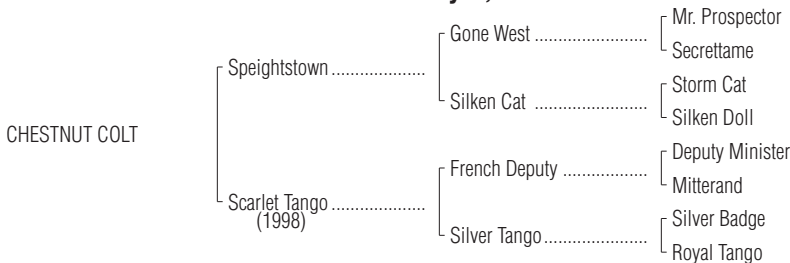 Mr. Prospector
Gone West ......................
Secrettame
Speightstown ....................
Storm Cat
Silken Cat ......................
Silken Doll
CHESTNUT COLT
Deputy Minister
French Deputy .................
Mitterand
Scarlet Tango ....................
(1998)
Silver Badge
Silver Tango.....................
Royal Tango